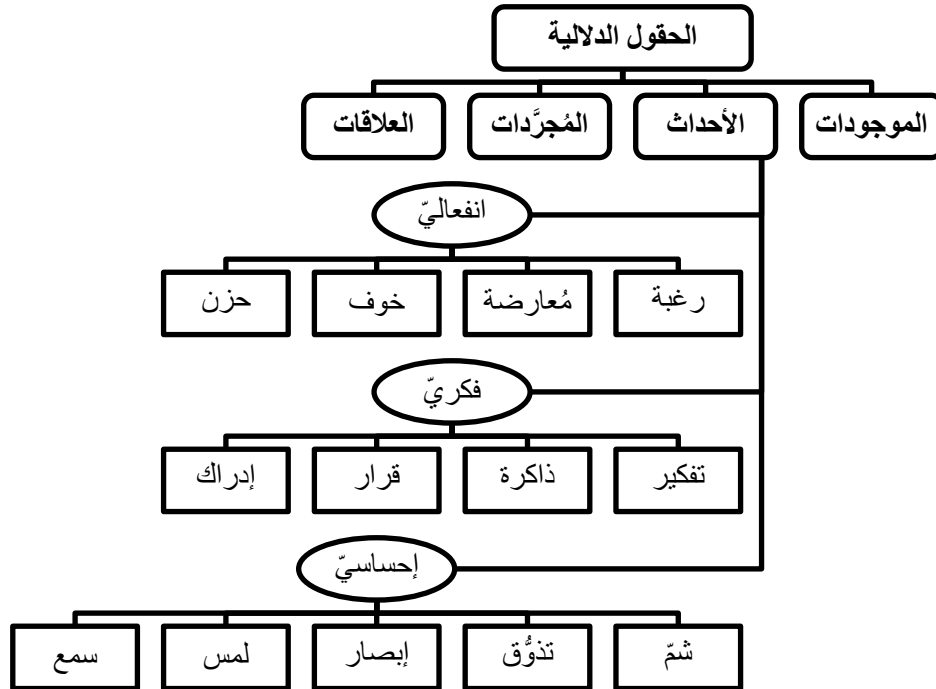 الحقول الدلالية
الموجودات
الأحداث
المُجرَّدات
العلاقات
انفعاليّ
رغبة
مُعارضة
خوف
حزن
فكريّ
تفكير
ذاكرة
قرار
إدراك
إحساسيّ
شمّ
تذوُّق
إبصار
لمس
سمع